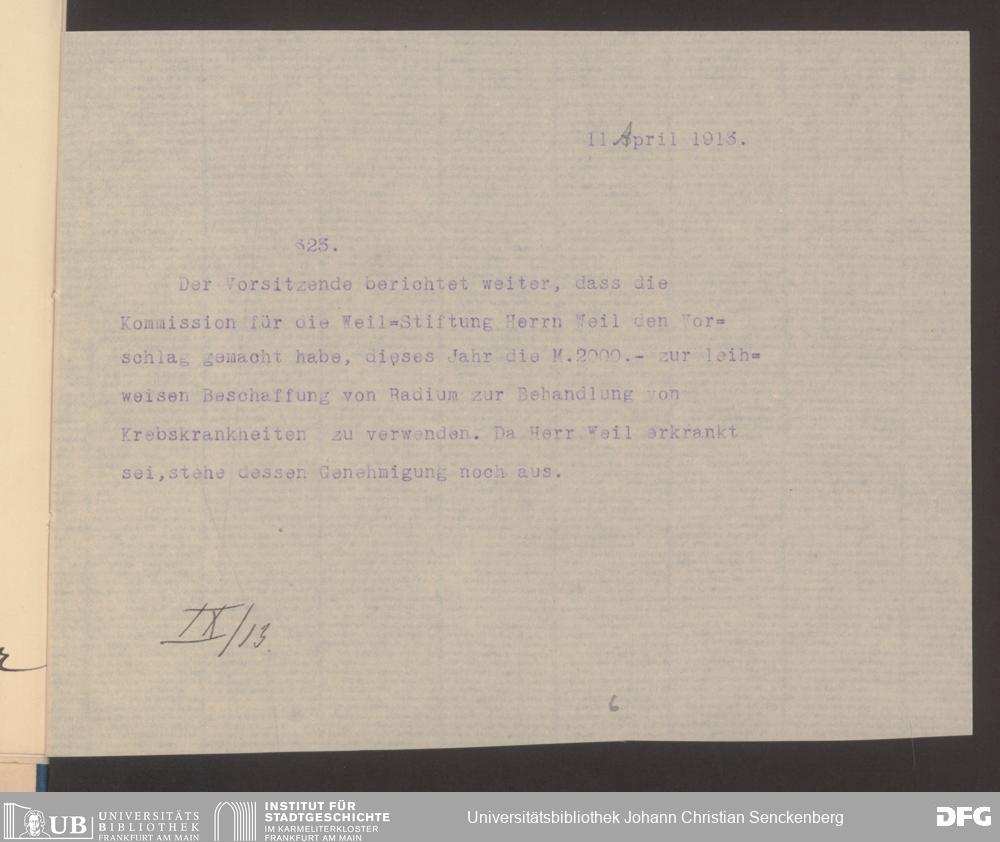 11 April 1913.
§23.
Der Vorsitzende berichtet weiter, dass die
Kommission für die Weil=Stiftung Herrn Weil den Vor=
schlag gemacht habe, dieses Jahr die M.2000.- zur leih=
weisen Beschaffung von Radium zur Behandlung von
Krebskrankheiten zu verwenden. Da Herr Weil erkrankt
sei,stehe dessen Genehmigung noch aus.
IX/13.
6
UB UNIVERSITÄTS
BIBLIOTHEK
FRANKFURT AM MAIN
INSTITUT FÜR
STADTGESCHICHTE
IM KARMELITERKLOSTER
FRANKFURT AM MAIN
Universitätsbibliothek Johann Christian Senckenberg
DFG